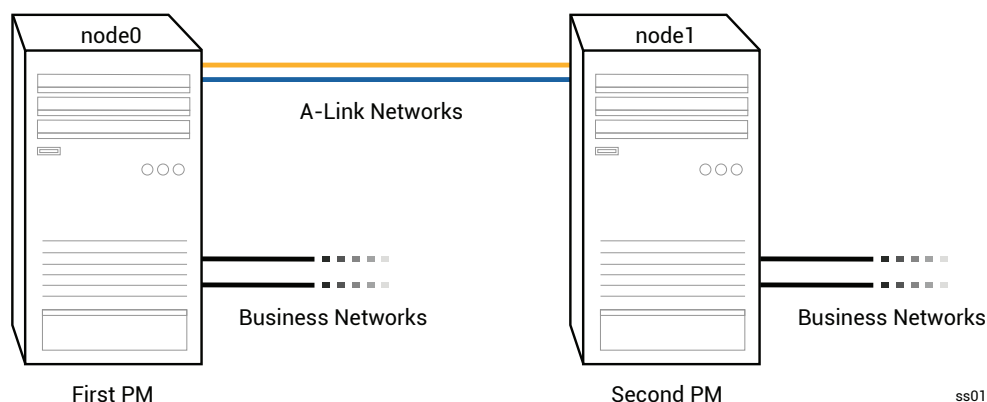 node0
node1
A-Link Networks
Business Networks
Business Networks
First PM
Second PM
ss01